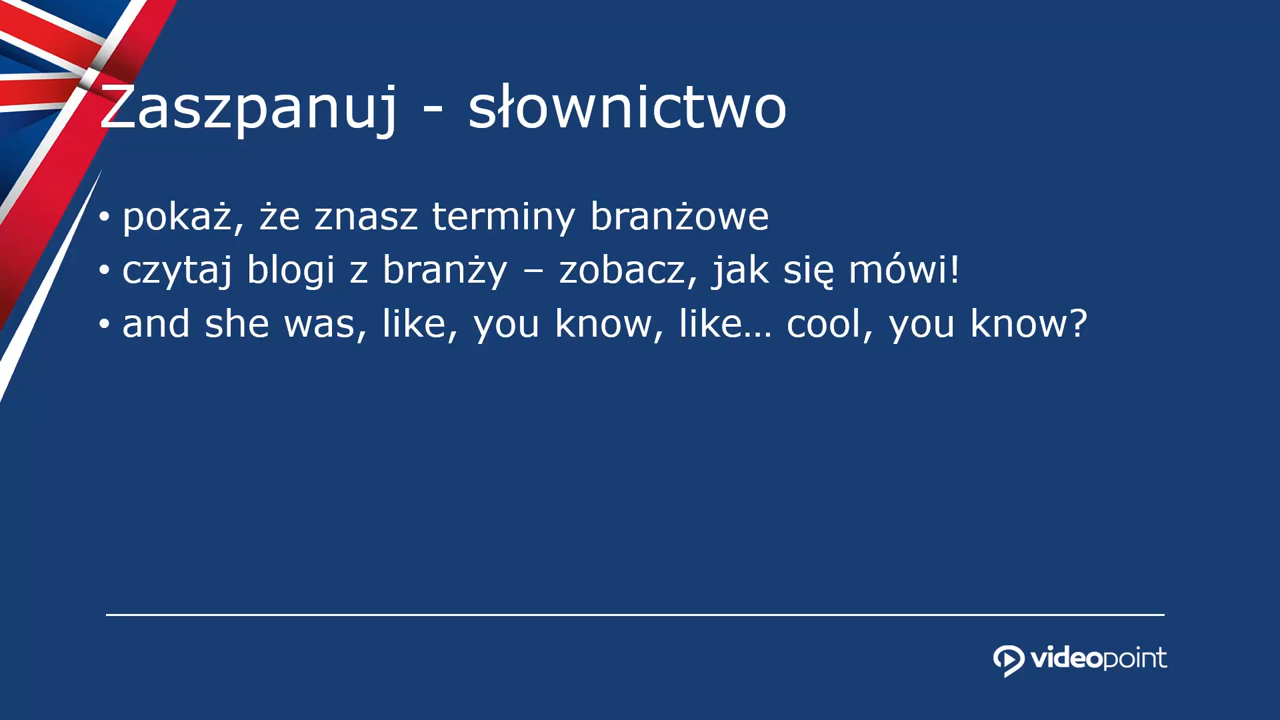 Zaszpanuj - słownictwo
• pokaż, że znasz terminy branżowe
• czytaj blogi z branży – zobacz, jak się mówi!
• and she was, like, you know, like… cool, you know?
videopoint